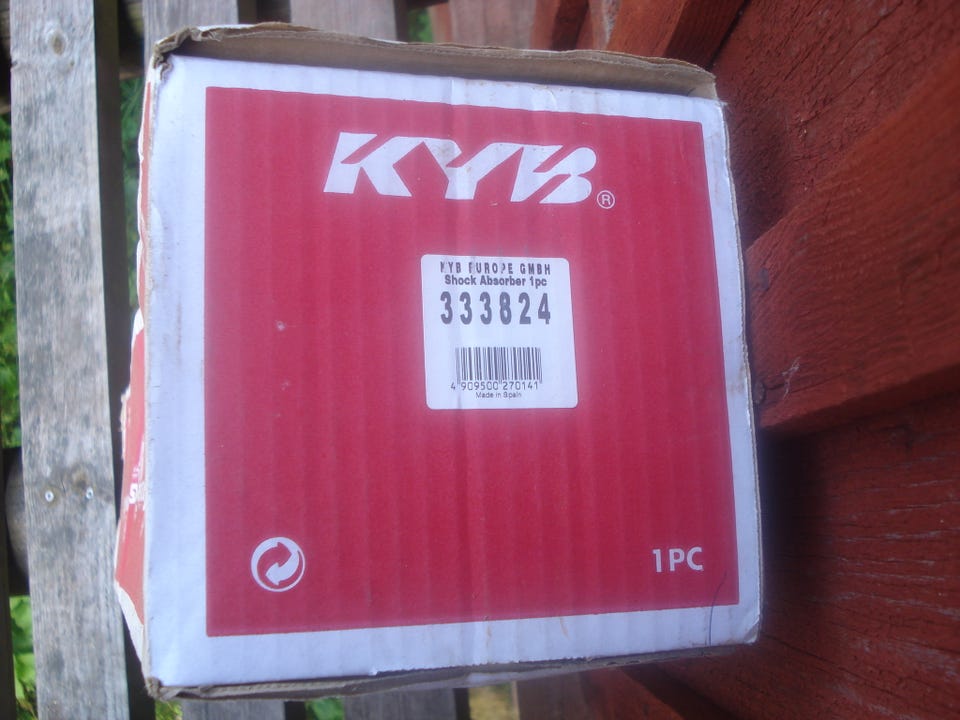 KYB®
KYB EUROPE GMBH
Shock Absorber 1pc
333824
4 909500 270141
Made in Spain
1PC